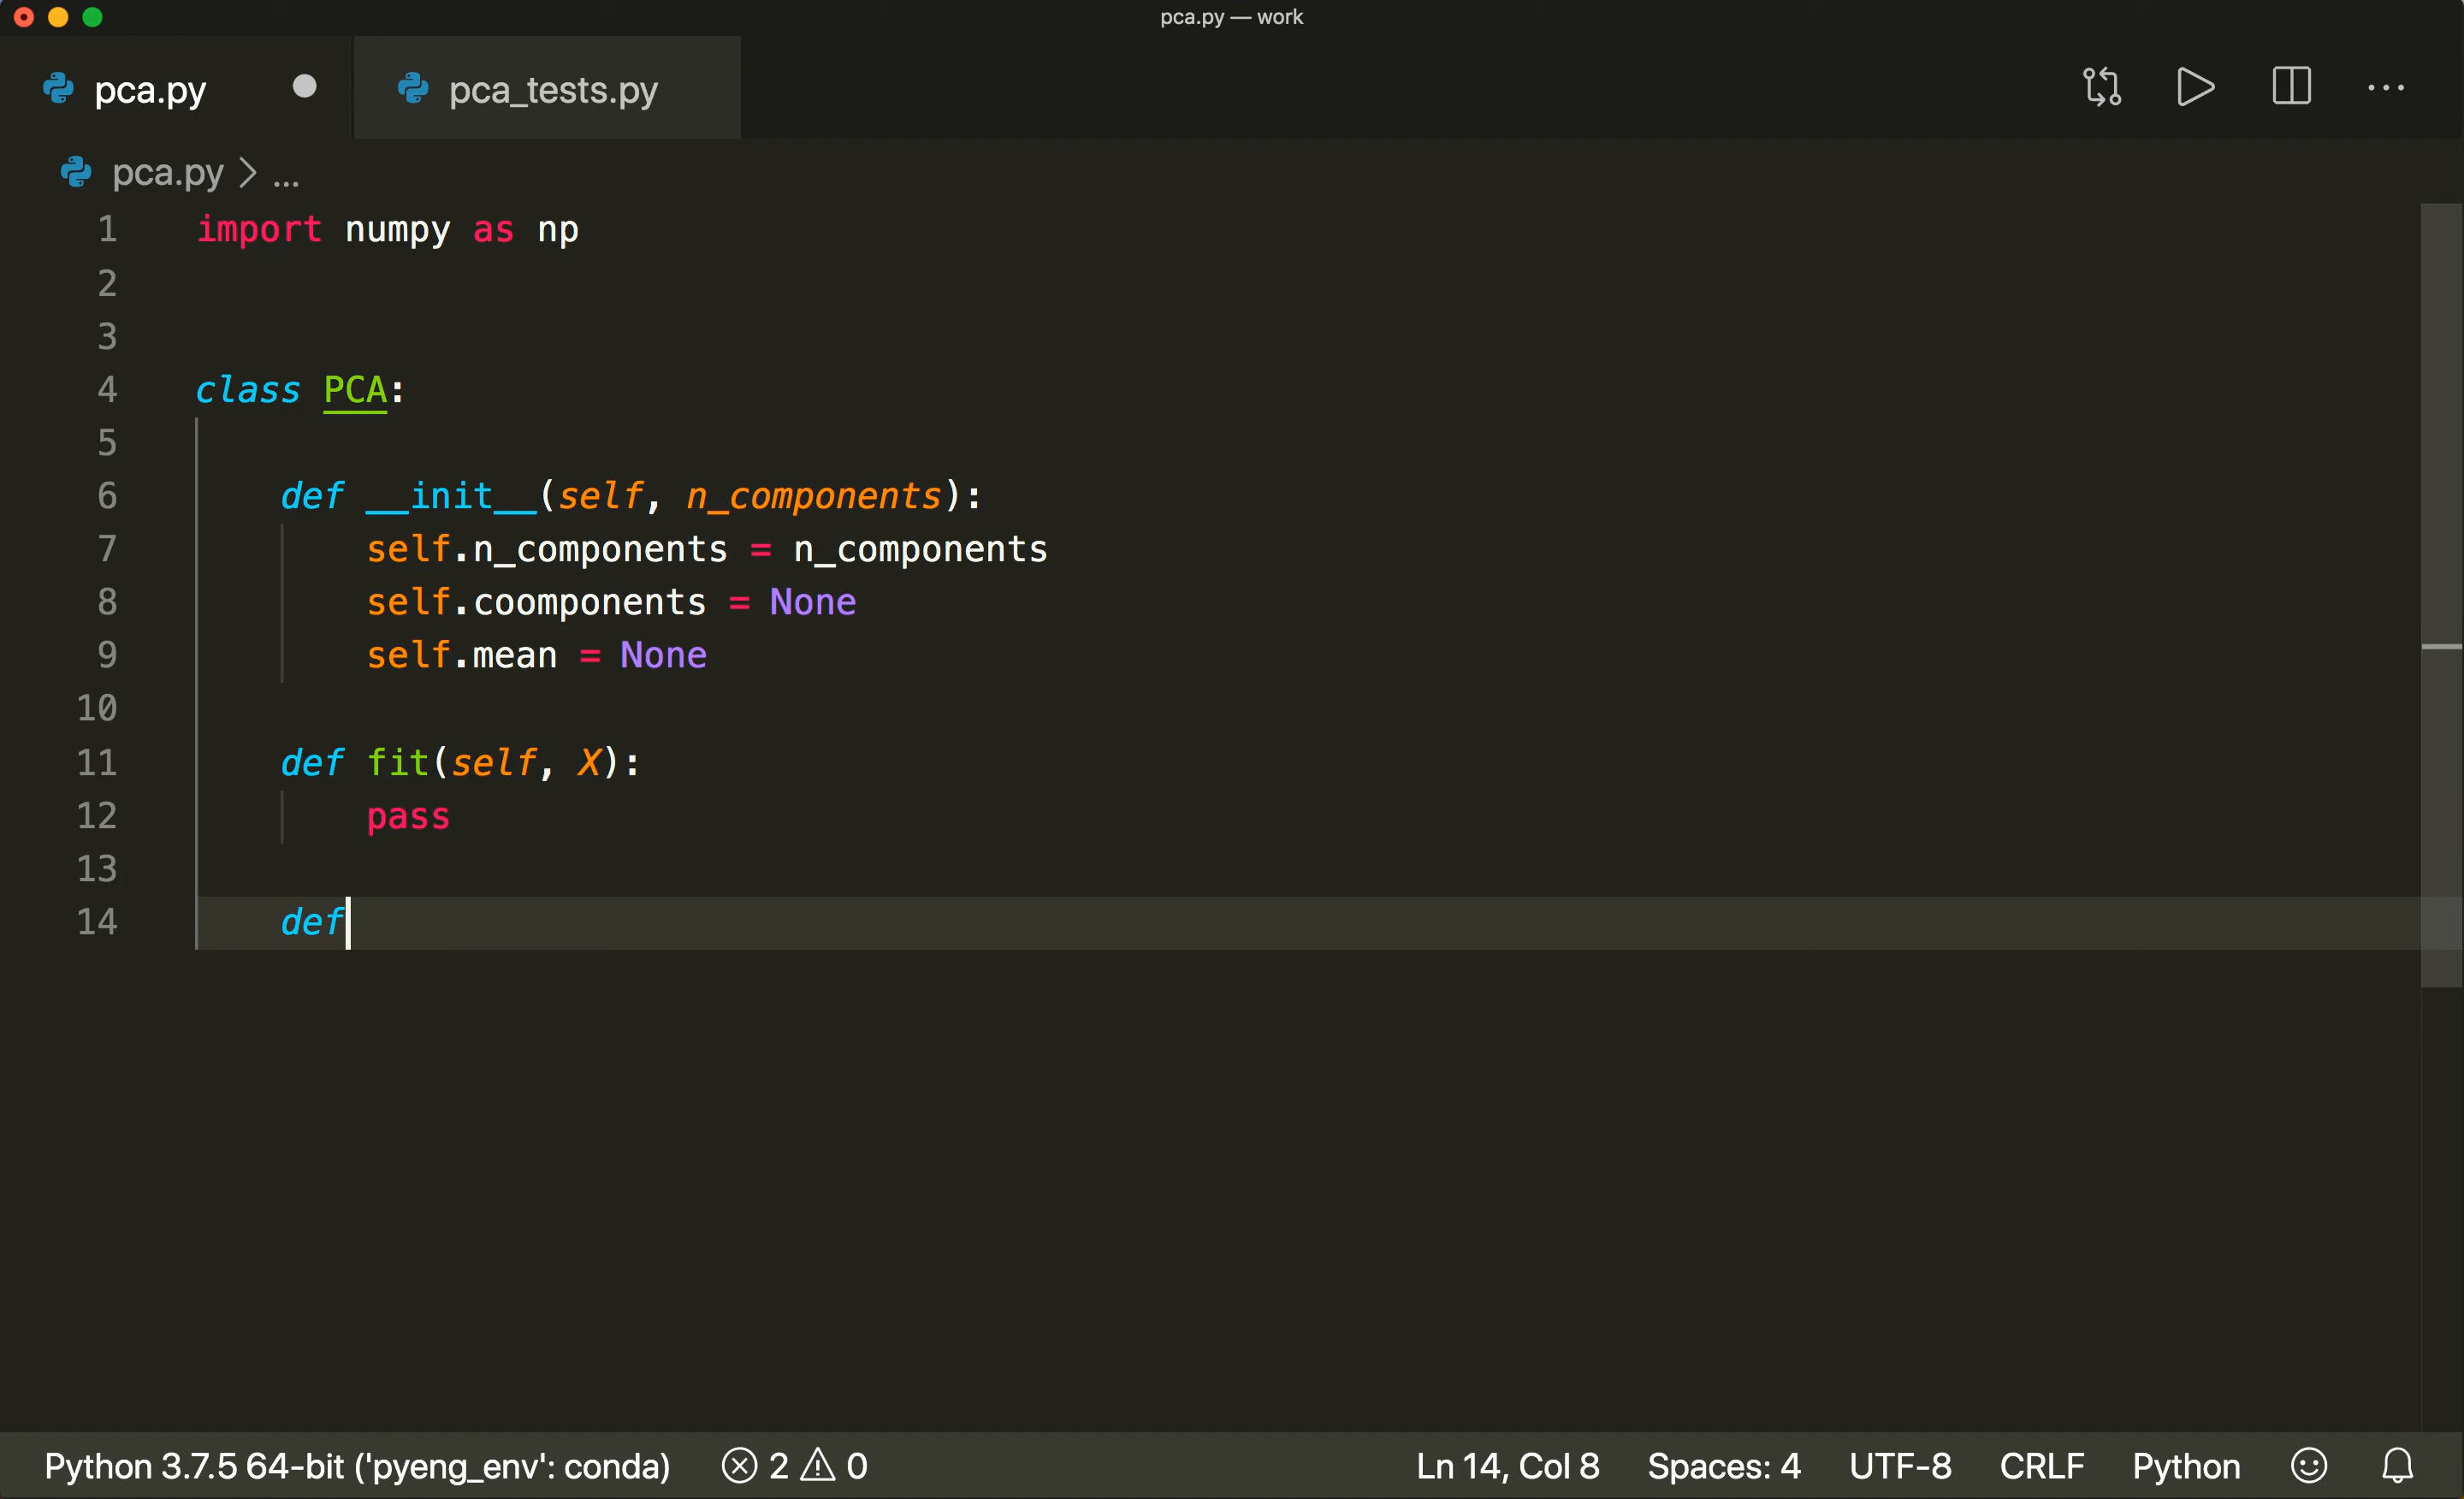 pca.py — work
pca.py
pca_tests.py
pca.py > ...
1 import numpy as np
2
3
4 class PCA:
5
6 def __init__(self, n_components):
7 self.n_components = n_components
8 self.coomponents = None
9 self.mean = None
10
11 def fit(self, X):
12 pass
13
14 def
Python 3.7.5 64-bit ('pyeng_env': conda) 2 0 Ln 14, Col 8 Spaces: 4 UTF-8 CRLF Python